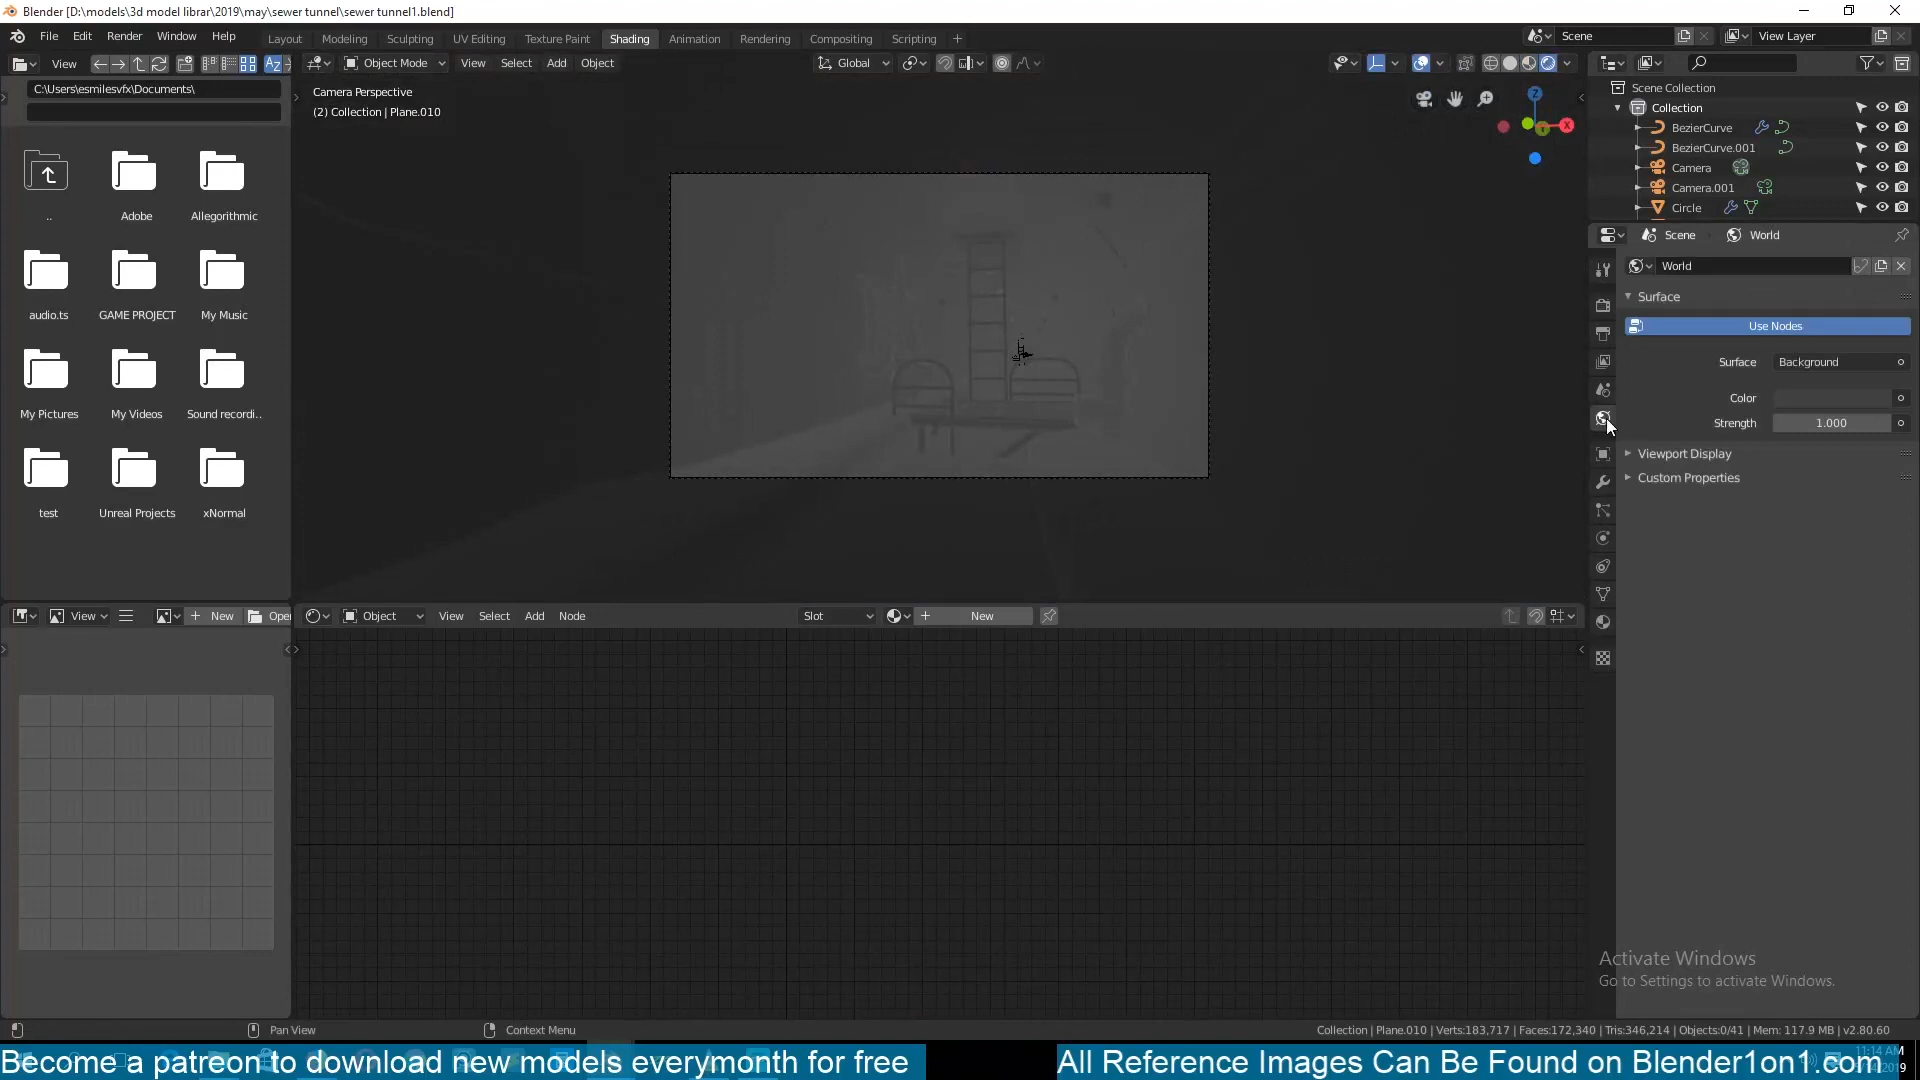 Blender [D:\models\3d model librar\2019\may\sewer tunnel\sewer tunnel1.blend]
File Edit Render Window Help
Layout Modeling Sculpting UV Editing Texture Paint Shading Animation Rendering Compositing Scripting +
Scene
View Layer
View
Object Mode View Select Add Object
Global
C:\Users\esmilesvfx\Documents\
.. Adobe Allegorithmic
audio.ts GAME PROJECT My Music
My Pictures My Videos Sound recordi..
test Unreal Projects xNormal
Camera Perspective
(2) Collection | Plane.010
Z
Y
X
Scene Collection
Collection
BezierCurve
BezierCurve.001
Camera
Camera.001
Circle
Scene World
World
Surface
Use Nodes
Surface Background
Color
Strength 1.000
Viewport Display
Custom Properties
View + New Open
Object View Select Add Node
Slot
+ New
Activate Windows
Go to Settings to activate Windows.
Pan View
Context Menu
Collection | Plane.010 | Verts:183,717 | Faces:172,340 | Tris:346,214 | Objects:0/41 | Mem: 117.9 MB | v2.80.60
Become a patreon to download new models everymonth for free
All Reference Images Can Be Found on Blender1on1.com
11:14 AM